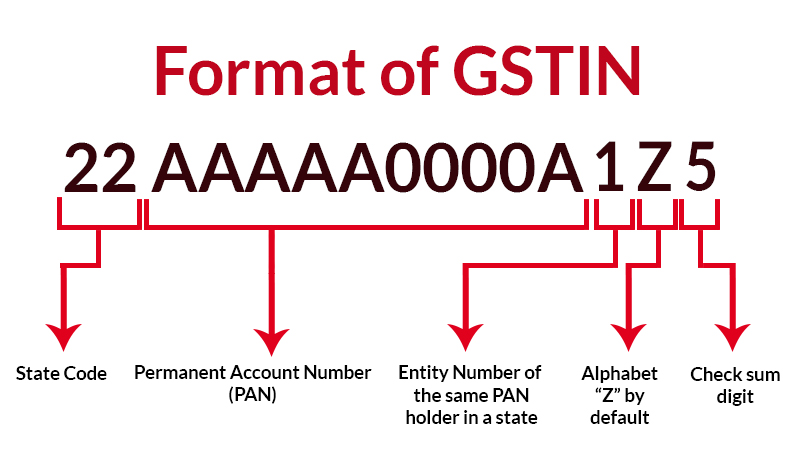 Format of GSTIN
22 AAAAA0000A 1 Z 5
State Code
Permanent Account Number
(PAN)
Entity Number of
the same PAN
holder in a state
Alphabet
“Z” by
default
Check sum
digit